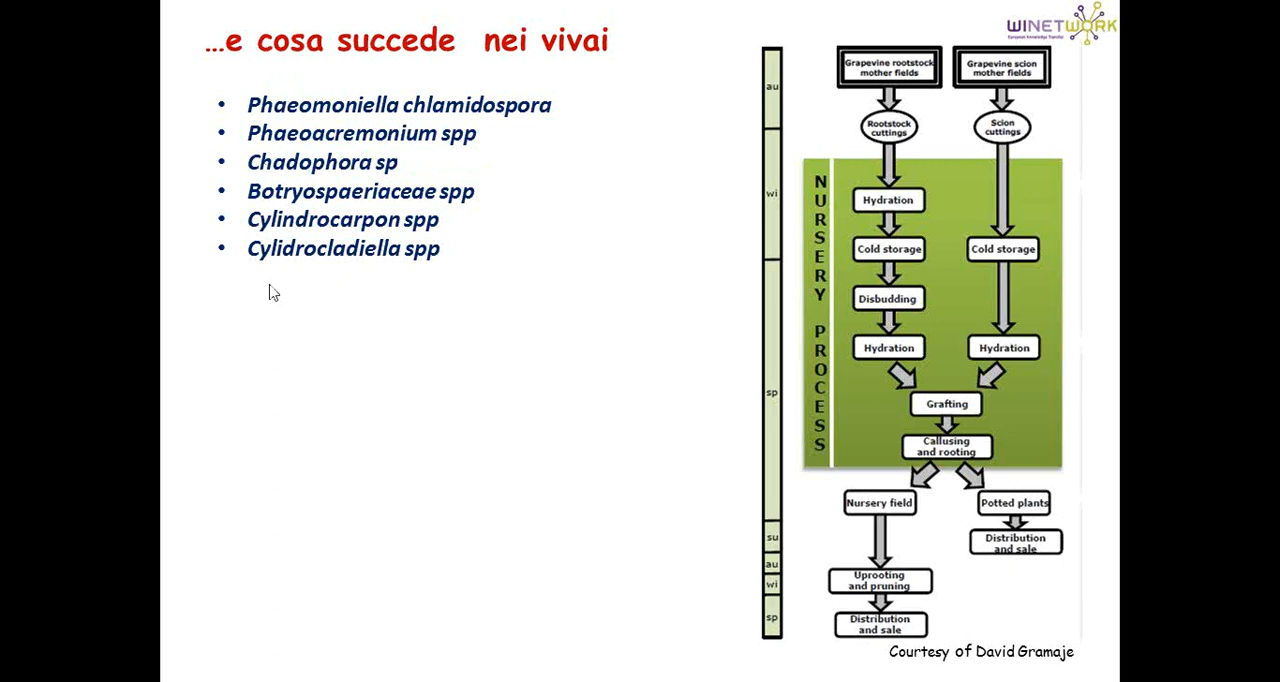 ...e cosa succede nei vivai
WINETWORK
Phaeomoniella chlamidospora
Phaeoacremonium spp
Chadophora sp
Botryospaeriaceae spp
Cylindrocarpon spp
Cylidrocladiella spp
au
wi
sp
su
au
wi
sp
Grapevine rootstock
mother fields
Grapevine scion
mother fields
Rootstock
cuttings
Scion
cuttings
NURSERY PROCESS
Hydration
Cold storage
Cold storage
Disbudding
Hydration
Hydration
Grafting
Callusing
and rooting
Nursery field
Potted plants
Distribution
and sale
Uprooting
and pruning
Distribution
and sale
Courtesy of David Gramaje